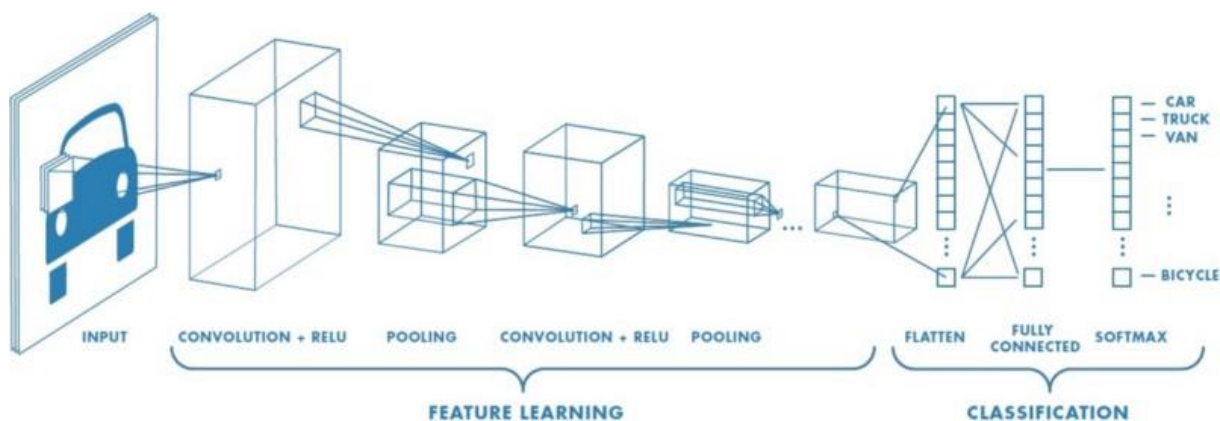 CAR
TRUCK
VAN
BICYCLE
INPUT
CONVOLUTION + RELU
POOLING
CONVOLUTION + RELU
POOLING
FLATTEN
FULLY
CONNECTED
SOFTMAX
FEATURE LEARNING
CLASSIFICATION